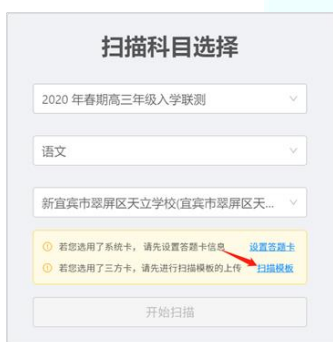 扫描科目选择
2020 年春期高三年级入学联测
语文
新宜宾市翠屏区天立学校(宜宾市翠屏区天...
若您选用了系统卡，请先设置答题卡信息 设置答题卡
若您选用了三方卡，请先进行扫描模板的上传 扫描模板
开始扫描